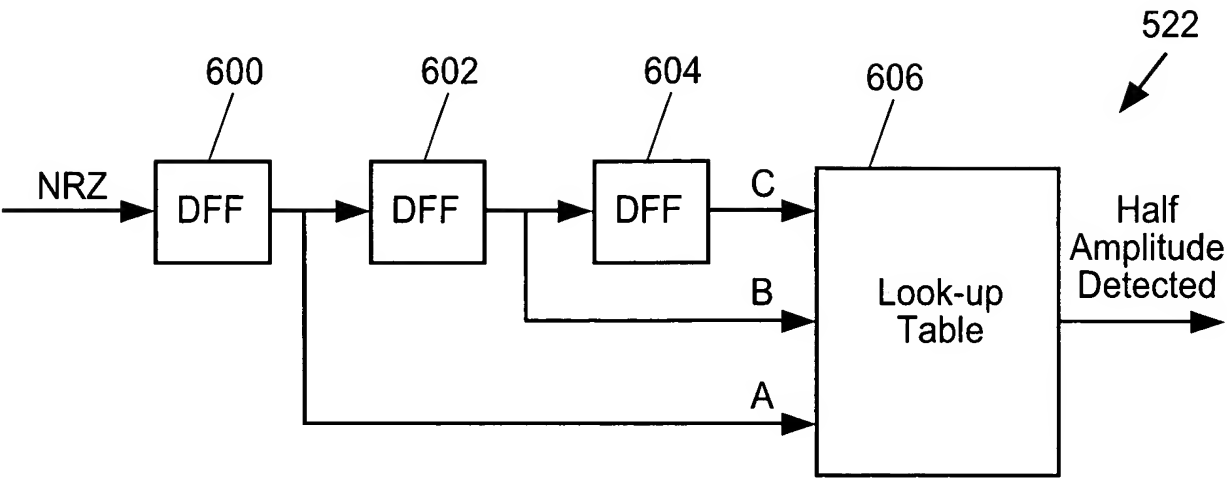 522
600
602
604
606
NRZ
DFF
DFF
DFF
C
B
A
Look-up
Table
Half
Amplitude
Detected